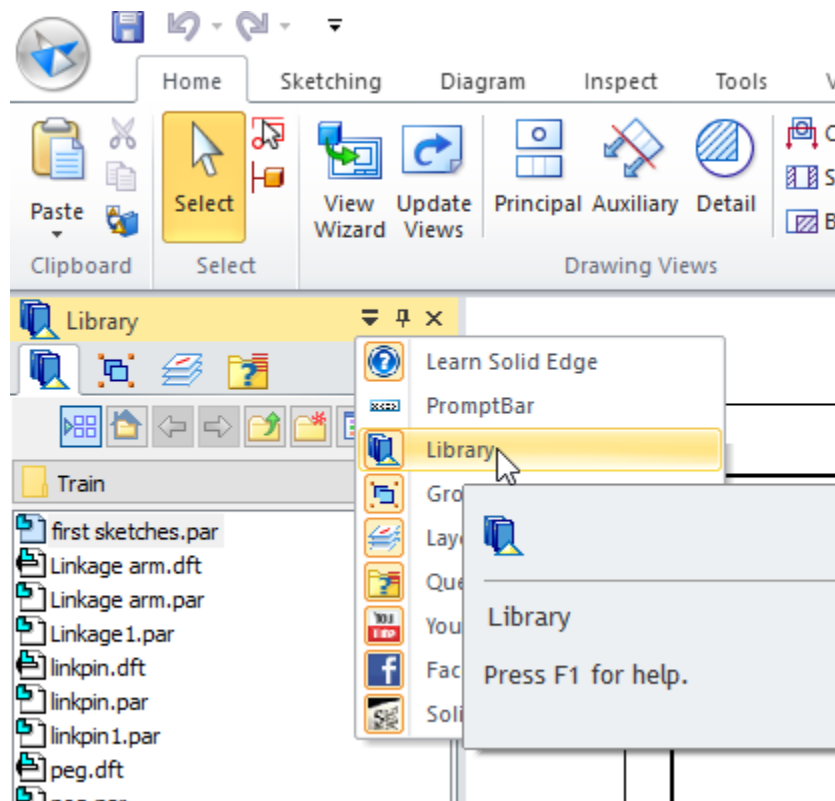 Home Sketching Diagram Inspect Tools
Paste Select View Wizard Update Views Principal Auxiliary Detail
Clipboard Select Drawing Views
Library
Learn Solid Edge
PromptBar
Library
Train
first sketches.par
Linkage arm.dft
Linkage arm.par
Linkage1.par
linkpin.dft
linkpin.par
linkpin1.par
peg.dft
Library
Press F1 for help.